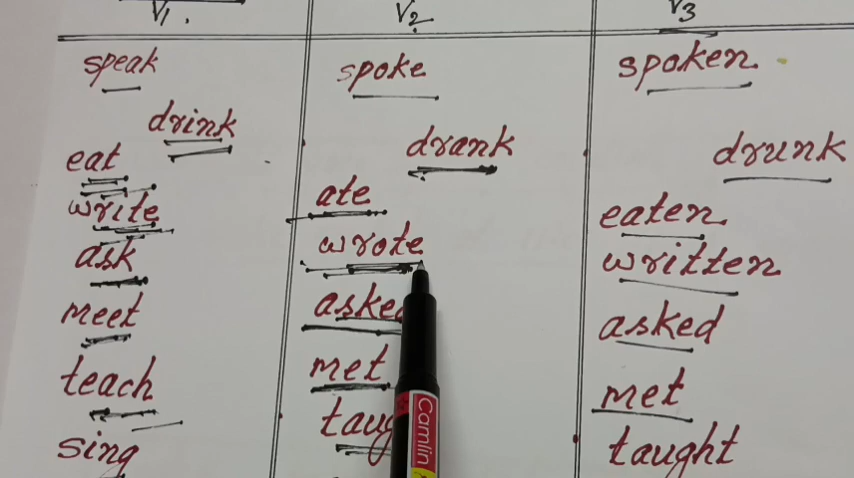 V1. V2. V3
speak spoke spoken
drink drank drunk
eat ate eaten
write wrote written
ask asked
meet met asked
teach met
sing taught
Camlin